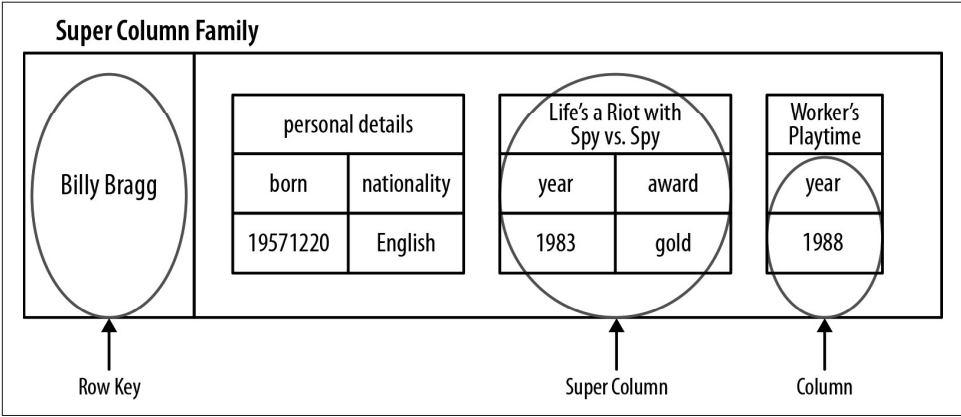 Super Column Family
Billy Bragg
personal details
born nationality
19571220 English
Life's a Riot with
Spy vs. Spy
year award
1983 gold
Worker's
Playtime
year
1988
Row Key
Super Column
Column